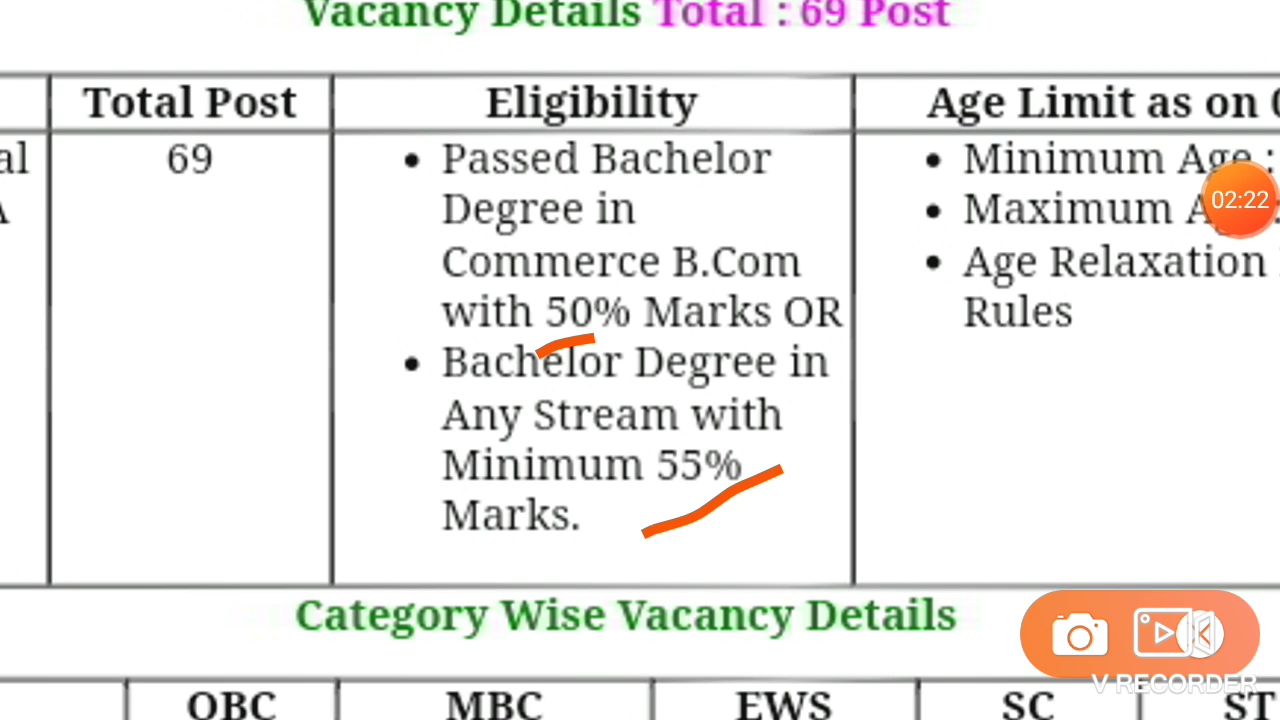 Vacancy Details Total : 69 Post
Total Post
Eligibility
Age Limit as on
al
A
69
• Passed Bachelor
Degree in
Commerce B.Com
with 50% Marks OR
• Bachelor Degree in
Any Stream with
Minimum 55%
Marks.
• Minimum Age :
• Maximum
• Age Relaxation
Rules
02:22
Category Wise Vacancy Details
V RECORDER
OBC
MBC
EWS
SC
ST